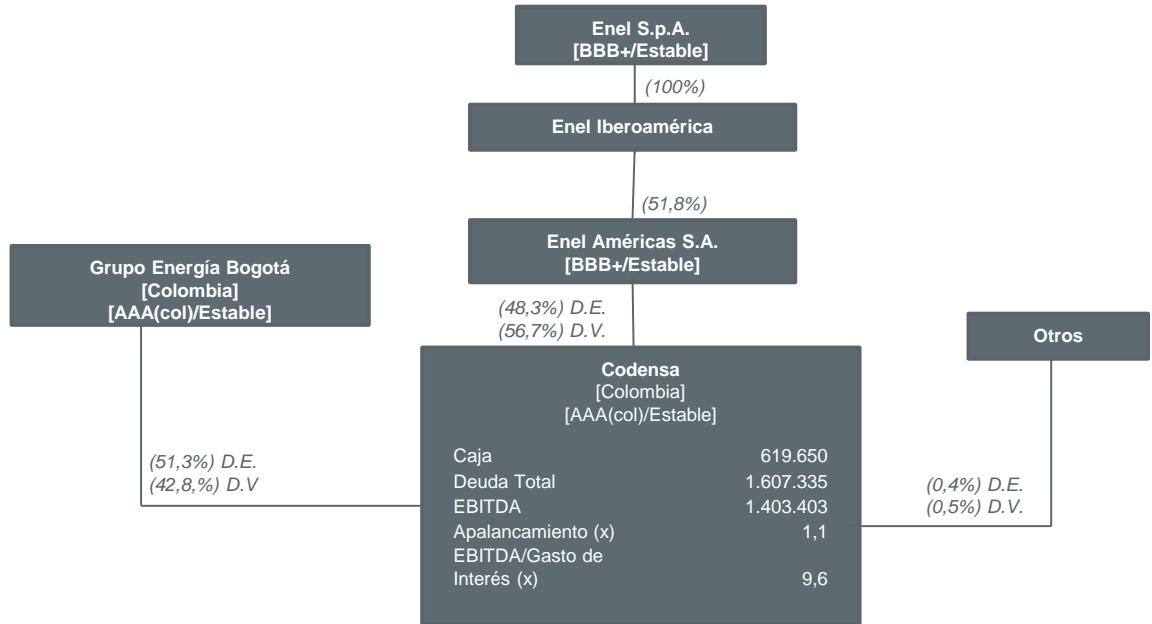 Enel S.p.A.
[BBB+/Estable]
(100%)
Enel Iberoamérica
(51,8%)
Enel Américas S.A.
[BBB+/Estable]
Grupo Energía Bogotá
[Colombia]
[AAA(col)/Estable]
(48,3%) D.E.
(56,7%) D.V.
Otros
Codensa
[Colombia]
[AAA(col)/Estable]
(51,3%) D.E.
(42,8,%) D.V
Caja 619.650
Deuda Total 1.607.335
EBITDA 1.403.403
Apalancamiento (x) 1,1
EBITDA/Gasto de
Interés (x) 9,6
(0,4%) D.E.
(0,5%) D.V.